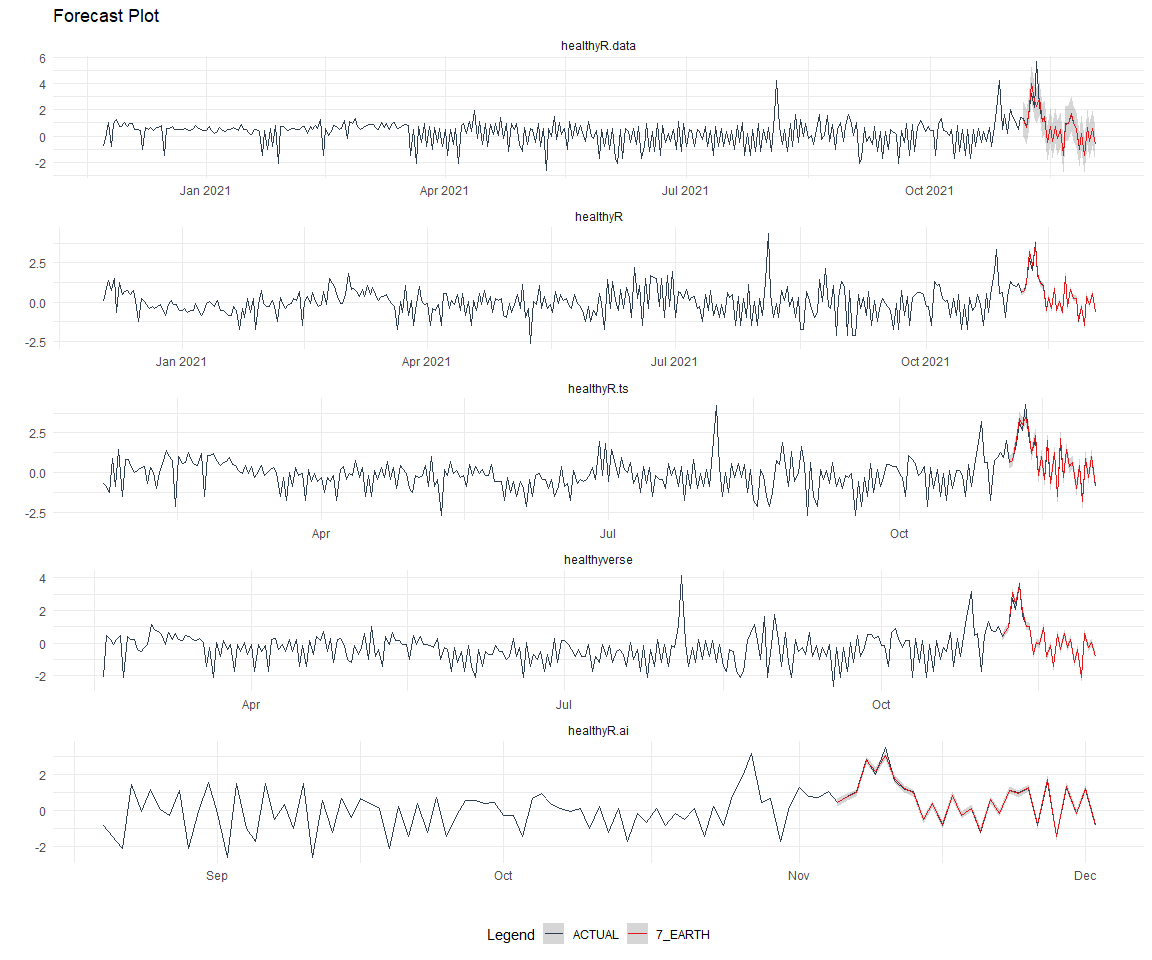 Forecast Plot
healthyR.data
6
4
2
0
-2
Jan 2021 Apr 2021 Jul 2021 Oct 2021
healthyR
2.5
0.0
-2.5
Jan 2021 Apr 2021 Jul 2021 Oct 2021
healthyR.ts
2.5
0.0
-2.5
Apr Jul Oct
healthyverse
4
2
0
-2
Apr Jul Oct
healthyR.ai
2
0
-2
Sep Oct Nov Dec
Legend ACTUAL 7_EARTH